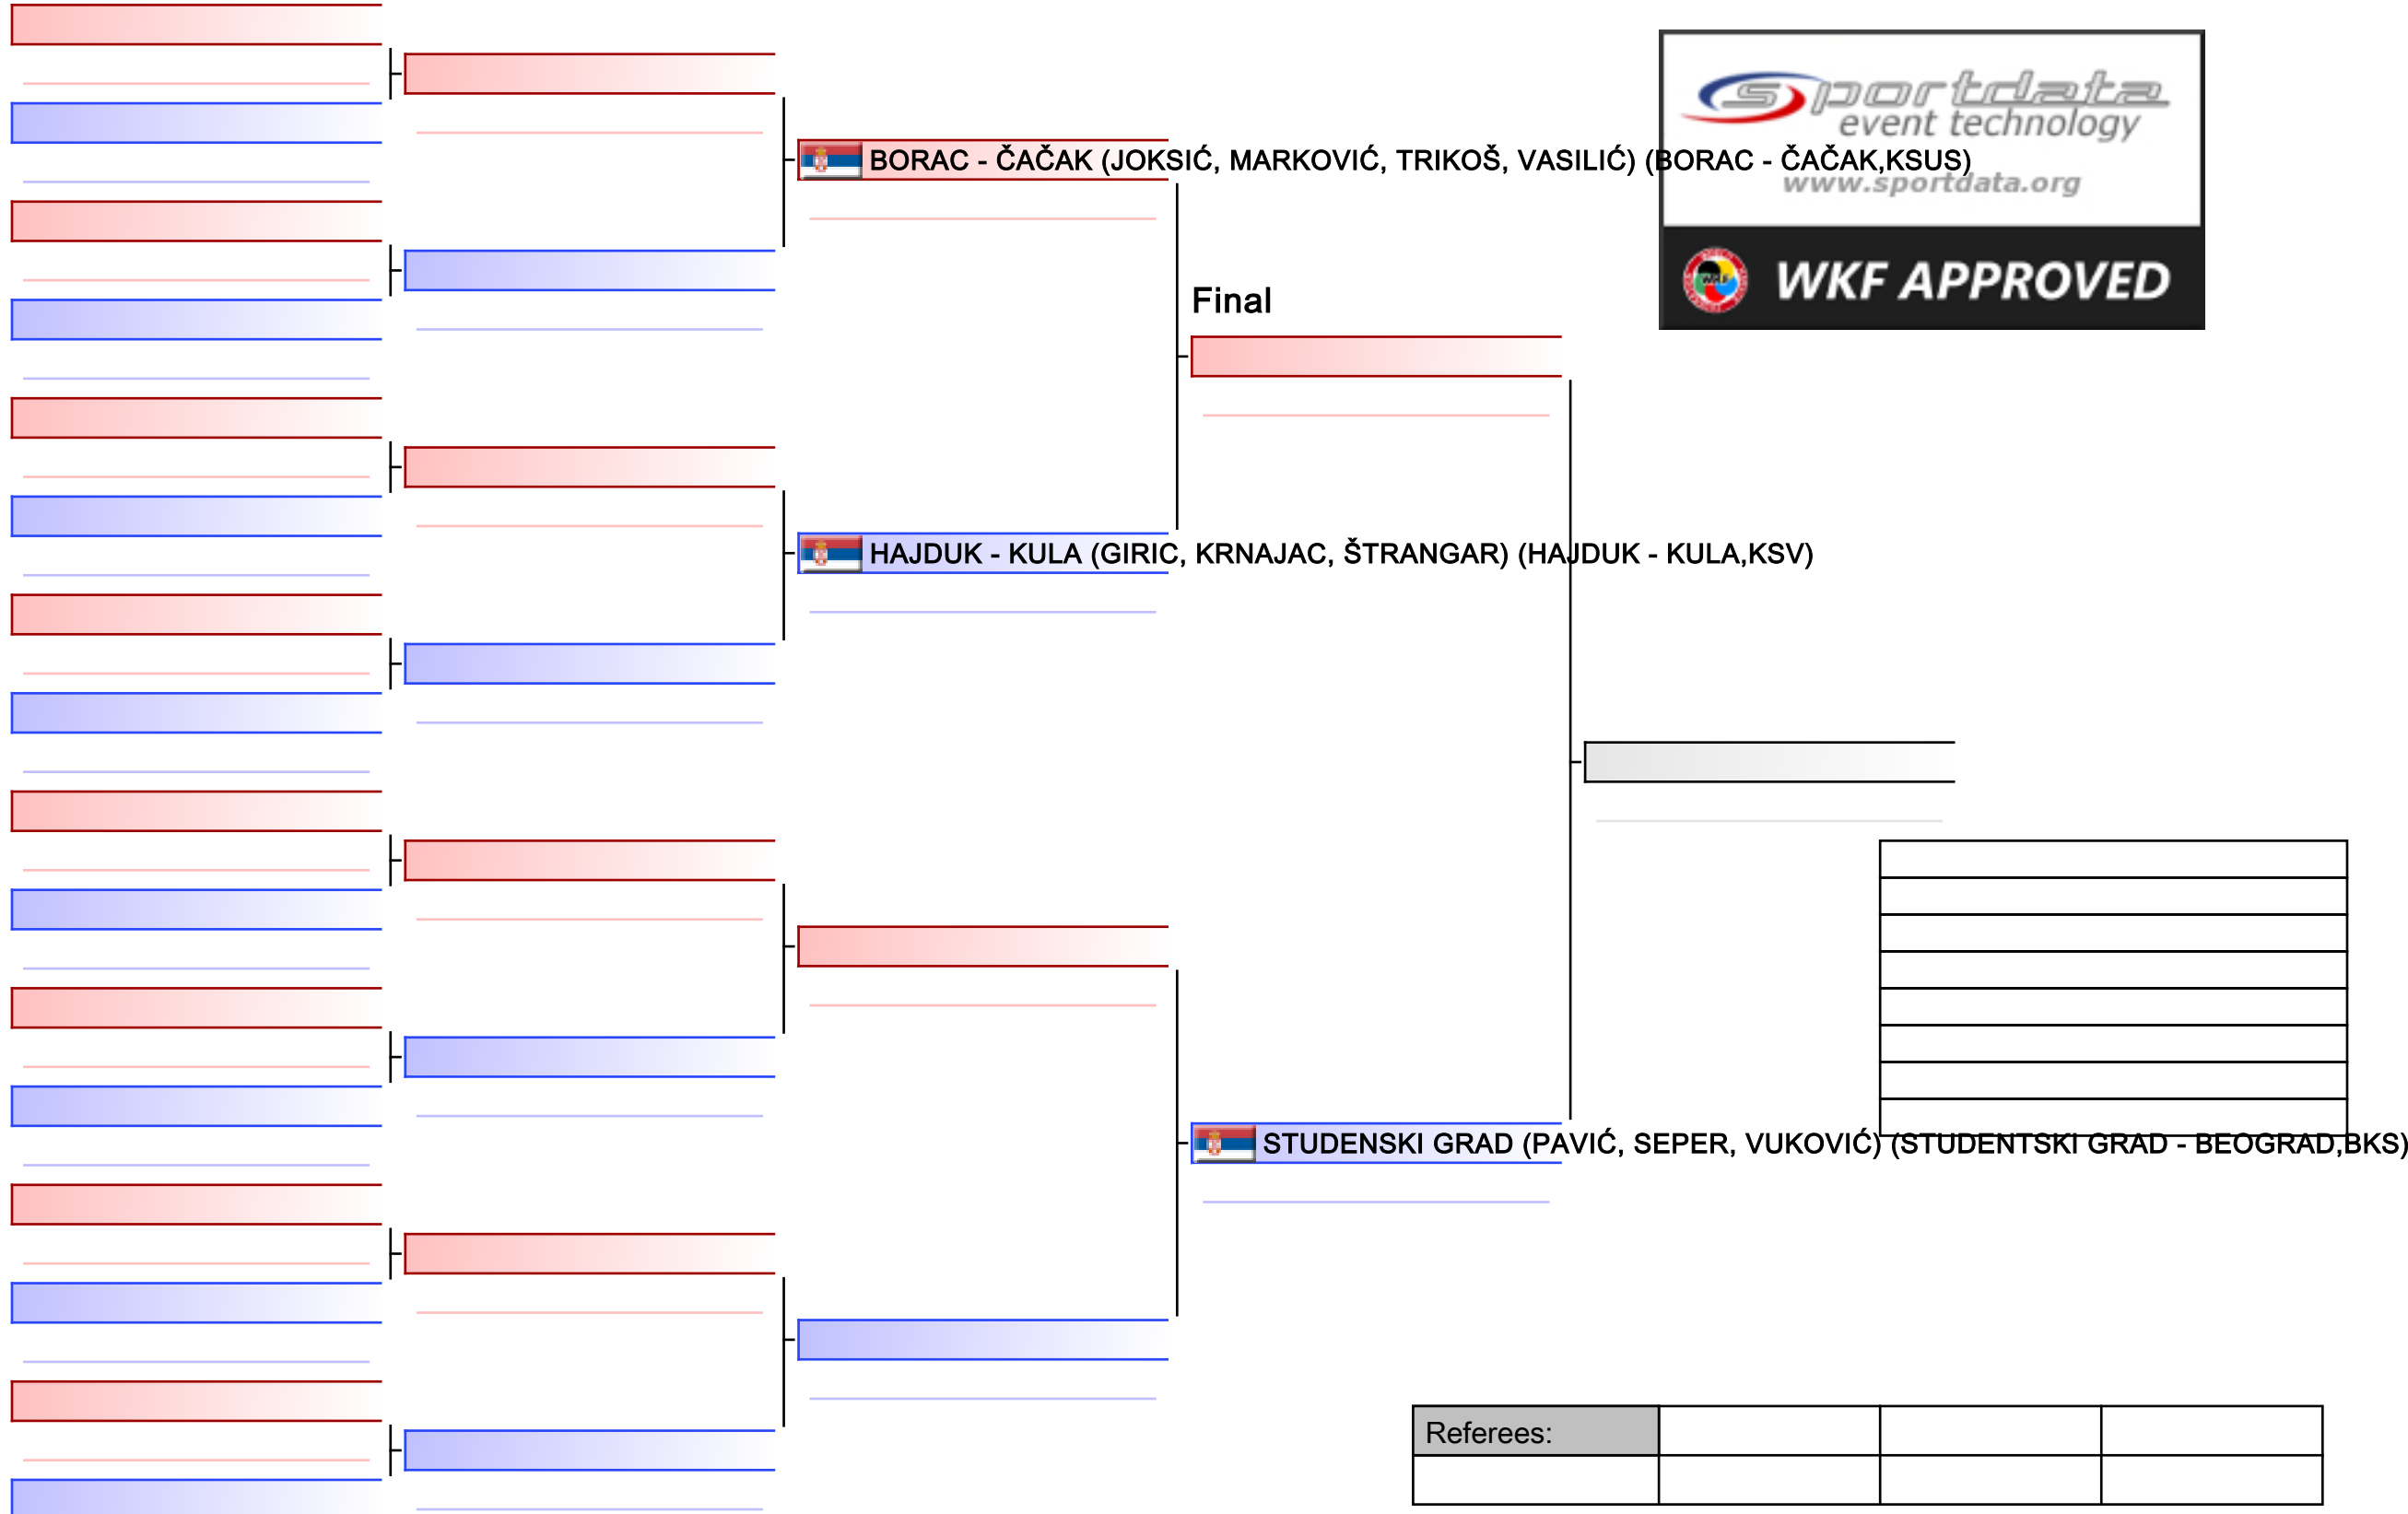 sportdata
event technology
BORAC - ČAČAK (JOKSIĆ, MARKOVIĆ, TRIKOŠ, VASILIĆ) (BORAC - ČAČAK,KSUS)
www.sportdata.org
WKF
WKF APPROVED
Final
HAJDUK - KULA (GIRIC, KRNAJAC, ŠTRANGAR) (HAJDUK - KULA,KSV)
STUDENSKI GRAD (PAVIĆ, SEPER, VUKOVIĆ) (STUDENTSKI GRAD - BEOGRAD,BKS)
Referees: